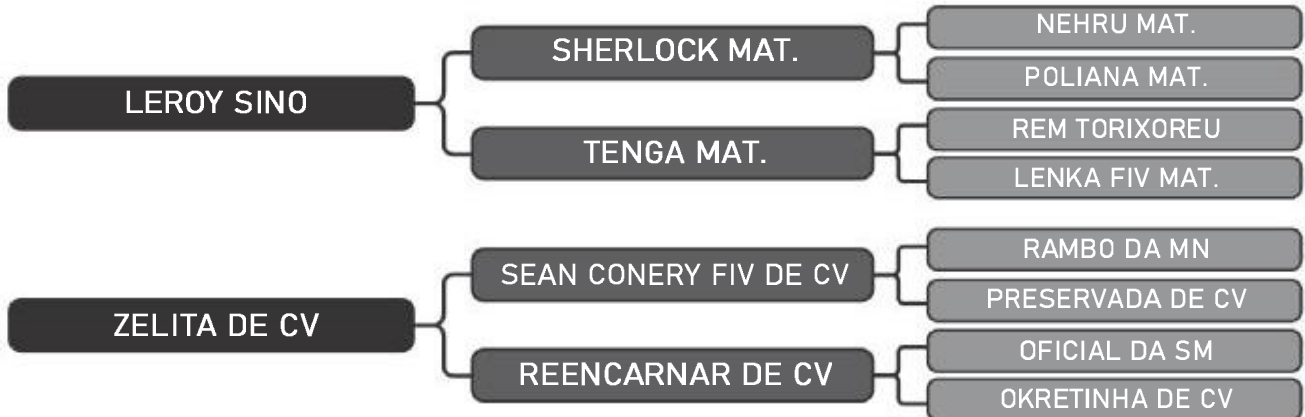 NEHRU MAT.
SHERLOCK MAT.
POLIANA MAT.
LEROY SINO
REM TORIXOREU
TENGA MAT.
LENKA FIV MAT.
RAMBO DA MN
SEAN CONERY FIV DE CV
PRESERVADA DE CV
ZELITA DE CV
OFICIAL DA SM
REENCARNAR DE CV
OKRETINHA DE CV